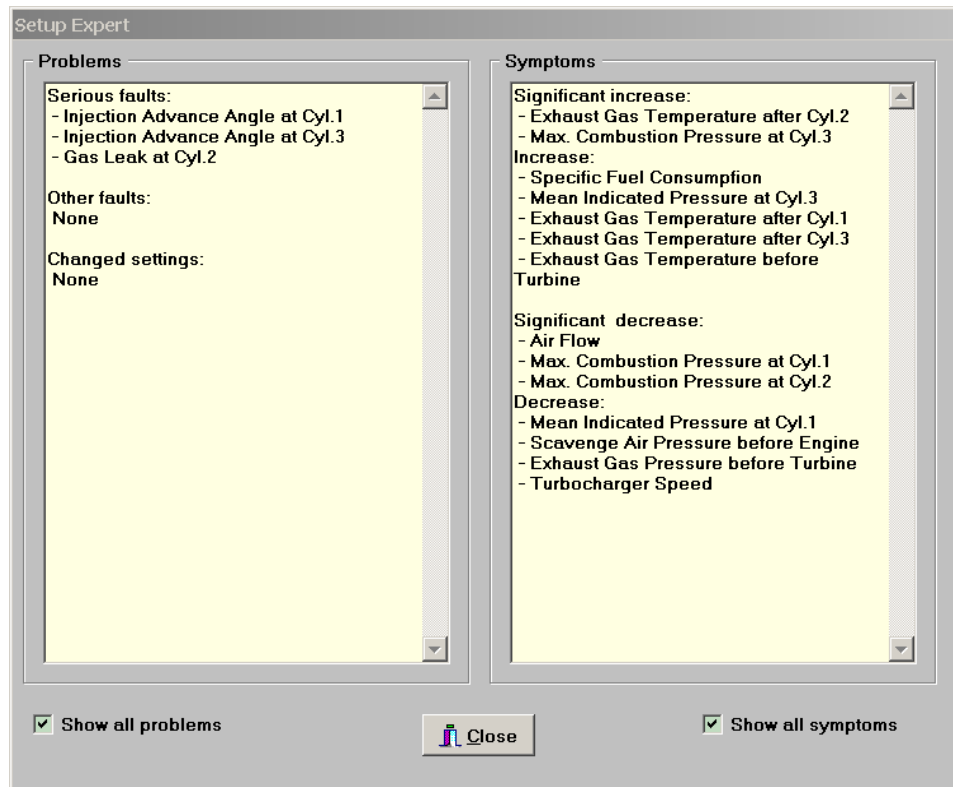 Setup Expert
Problems
Serious faults:
- Injection Advance Angle at Cyl.1
- Injection Advance Angle at Cyl.3
- Gas Leak at Cyl.2
Other faults:
None
Changed settings:
None
Symptoms
Significant increase:
- Exhaust Gas Temperature after Cyl.2
- Max. Combustion Pressure at Cyl.3
Increase:
- Specific Fuel Consumpfion
- Mean Indicated Pressure at Cyl.3
- Exhaust Gas Temperature after Cyl.1
- Exhaust Gas Temperature after Cyl.3
- Exhaust Gas Temperature before
Turbine
Significant decrease:
- Air Flow
- Max. Combustion Pressure at Cyl.1
- Max. Combustion Pressure at Cyl.2
Decrease:
- Mean Indicated Pressure at Cyl.1
- Scavenge Air Pressure before Engine
- Exhaust Gas Pressure before Turbine
- Turbocharger Speed
Show all problems
Close
Show all symptoms